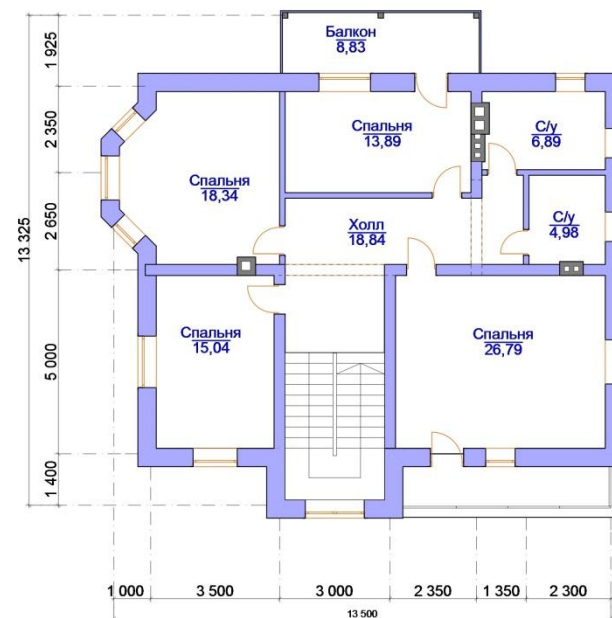 Балкон
8,83
Спальня
13,89
С/у
6,89
Спальня
18,34
Холл
18,84
С/у
4,98
Спальня
15,04
Спальня
26,79
1 925
2 350
2 650
5 000
1 400
13 325
1 000
3 500
3 000
2 350
1 350
2 300
13 500